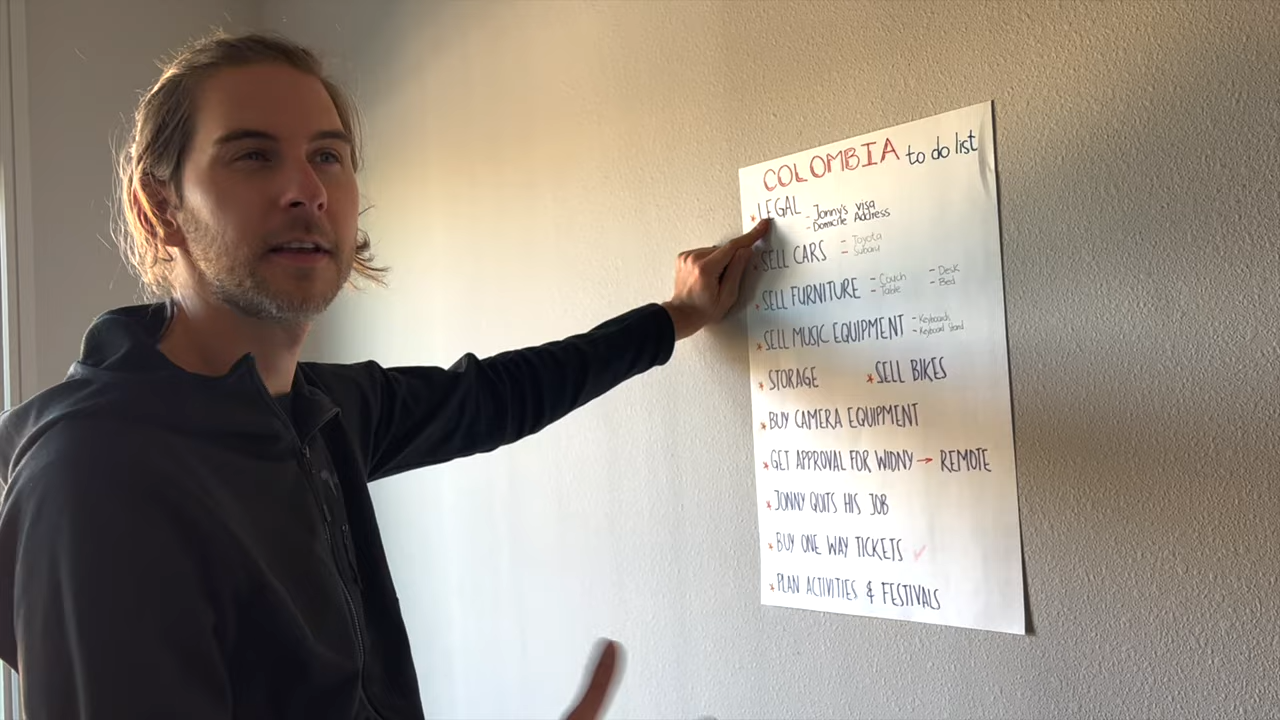 COLOMBIA to do list
* LEGAL - Jonny's visa
- Domicile Address
* SELL CARS - Toyota
- Subaru
* SELL FURNITURE - Couch - Desk
- Table - Bed
* SELL MUSIC EQUIPMENT - Keyboards
- Keyboard Stand
* STORAGE * SELL BIKES
* BUY CAMERA EQUIPMENT
* GET APPROVAL FOR WIDNY → REMOTE
* JONNY QUITS HIS JOB
* BUY ONE WAY TICKETS ✓
* PLAN ACTIVITIES & FESTIVALS